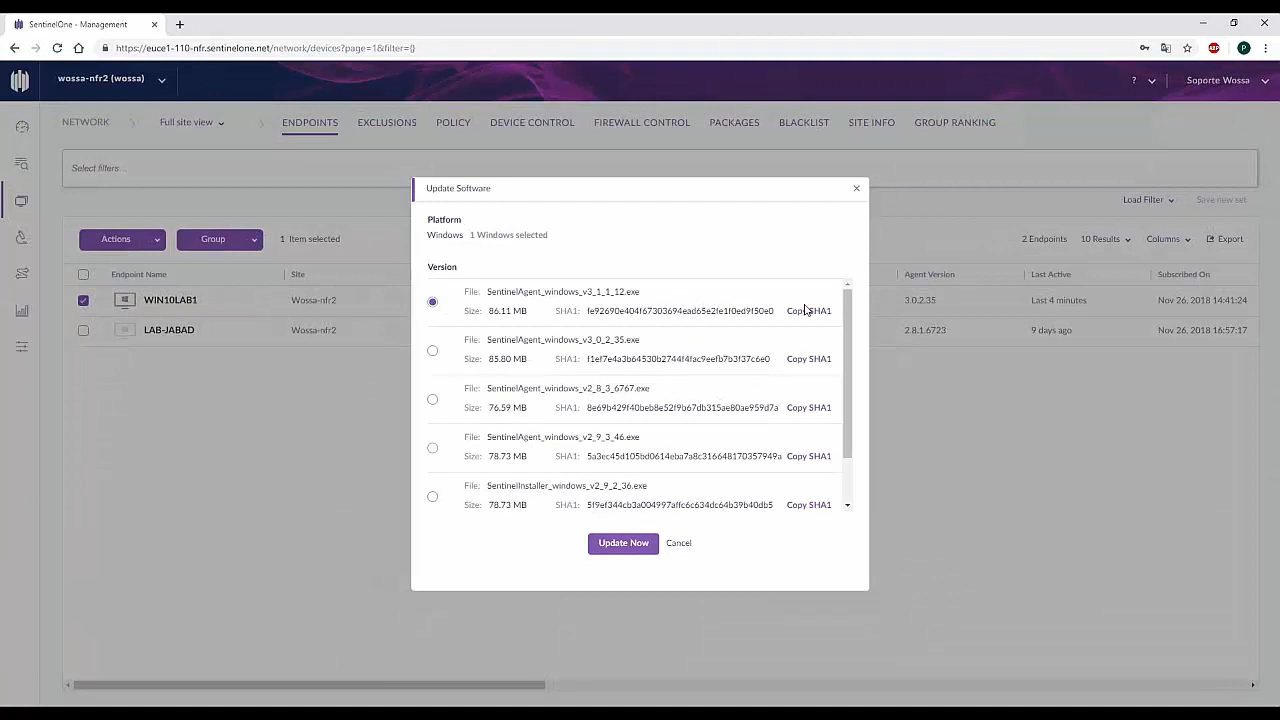 SentinelOne - Management
https://euce1-110-nfr.sentinelone.net/network/devices?page=1&filter={}
wossa-nfr2 (wossa)
? Soporte Wossa
NETWORK Full site view ENDPOINTS EXCLUSIONS POLICY DEVICE CONTROL FIREWALL CONTROL PACKAGES BLACKLIST SITE INFO GROUP RANKING
Select filters...
Load Filter Save new set
Actions Group 1 Item selected 2 Endpoints 10 Results Columns Export
Endpoint Name Site Agent Version Last Active Subscribed On
WIN10LAB1 Wossa-nfr2 3.0.2.35 Last 4 minutes Nov 26, 2018 14:41:24
LAB-JABAD Wossa-nfr2 2.8.1.6723 9 days ago Nov 26, 2018 16:57:17
Update Software
Platform
Windows 1 Windows selected
Version
File: SentinelAgent_windows_v3_1_1_12.exe
Size: 86.11 MB SHA1: fe92690e404f67303694ead65e2fe1f0ed9f50e0 Copy SHA1
File: SentinelAgent_windows_v3_0_2_35.exe
Size: 85.80 MB SHA1: f1ef7e4a3b64530b2744f4fac9eefb7b3f37c6e0 Copy SHA1
File: SentinelAgent_windows_v2_8_3_6767.exe
Size: 76.59 MB SHA1: 8e69b429f40beb8e52f9b67db315ae80ae959d7a Copy SHA1
File: SentinelAgent_windows_v2_9_3_46.exe
Size: 78.73 MB SHA1: 5a3ec45d105bd0614eba7a8c316648170357949a Copy SHA1
File: SentinelInstaller_windows_v2_9_2_36.exe
Size: 78.73 MB SHA1: 5f9ef344cb3a004997affc6c634dc64b39b40db5 Copy SHA1
Update Now Cancel